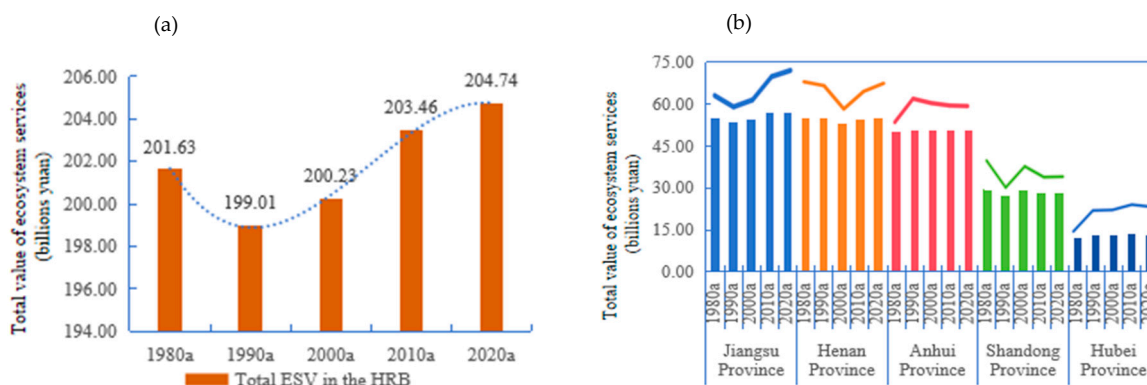 (a)
Total value of ecosystem services
(billions yuan)
206.00
204.00
202.00
200.00
198.00
196.00
194.00
201.63
199.01
200.23
203.46
204.74
1980a
1990a
2000a
2010a
2020a
Total ESV in the HRB
(b)
Total value of ecosystem services
(billions yuan)
75.00
60.00
45.00
30.00
15.00
0.00
1980a
1990a
2000a
2010a
2020a
1980a
1990a
2000a
2010a
2020a
1980a
1990a
2000a
2010a
2020a
1980a
1990a
2000a
2010a
2020a
1980a
1990a
2000a
2010a
Jiangsu
Province
Henan
Province
Anhui
Province
Shandong
Province
Hubei
Province